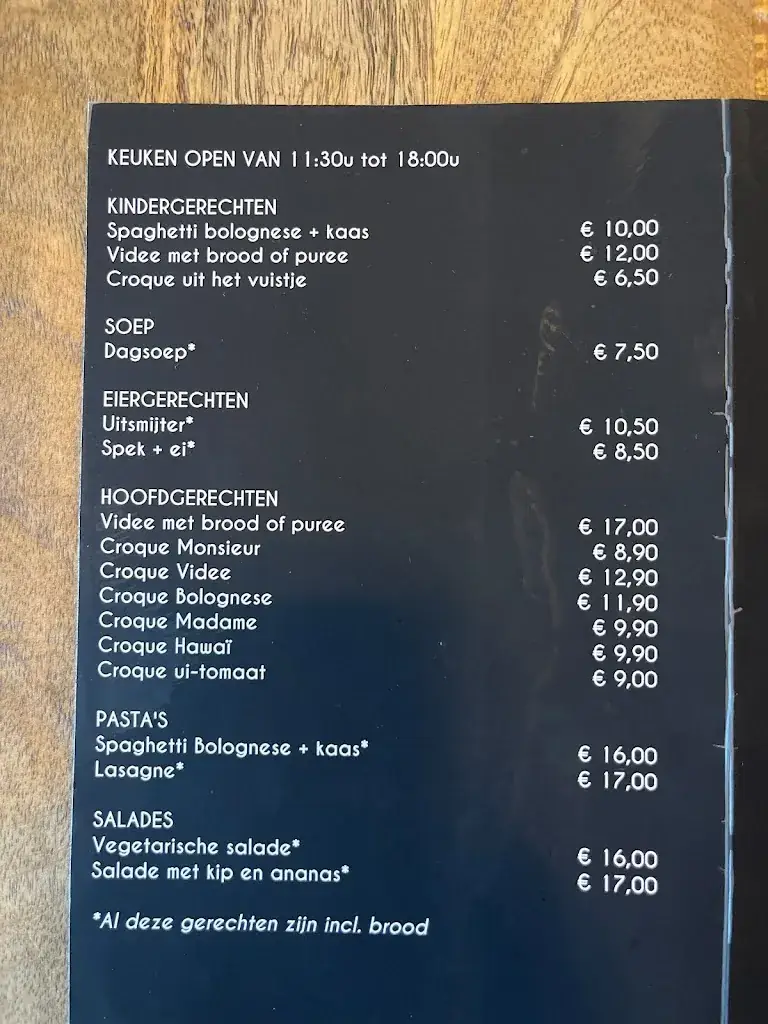 KEUKEN OPEN VAN 11:30u tot 18:00u
KINDERGERECHTEN
Spaghetti bolognese + kaas € 10,00
Videe met brood of puree € 12,00
Croque uit het vuistje € 6,50
SOEP
Dagsoep* € 7,50
EIERGERECHTEN
Uitsmijter* € 10,50
Spek + ei* € 8,50
HOOFDGERECHTEN
Videe met brood of puree € 17,00
Croque Monsieur € 8,90
Croque Videe € 12,90
Croque Bolognese € 11,90
Croque Madame € 9,90
Croque Hawaï € 9,90
Croque ui-tomaat € 9,00
PASTA'S
Spaghetti Bolognese + kaas* € 16,00
Lasagne* € 17,00
SALADES
Vegetarische salade* € 16,00
Salade met kip en ananas* € 17,00
*Al deze gerechten zijn incl. brood